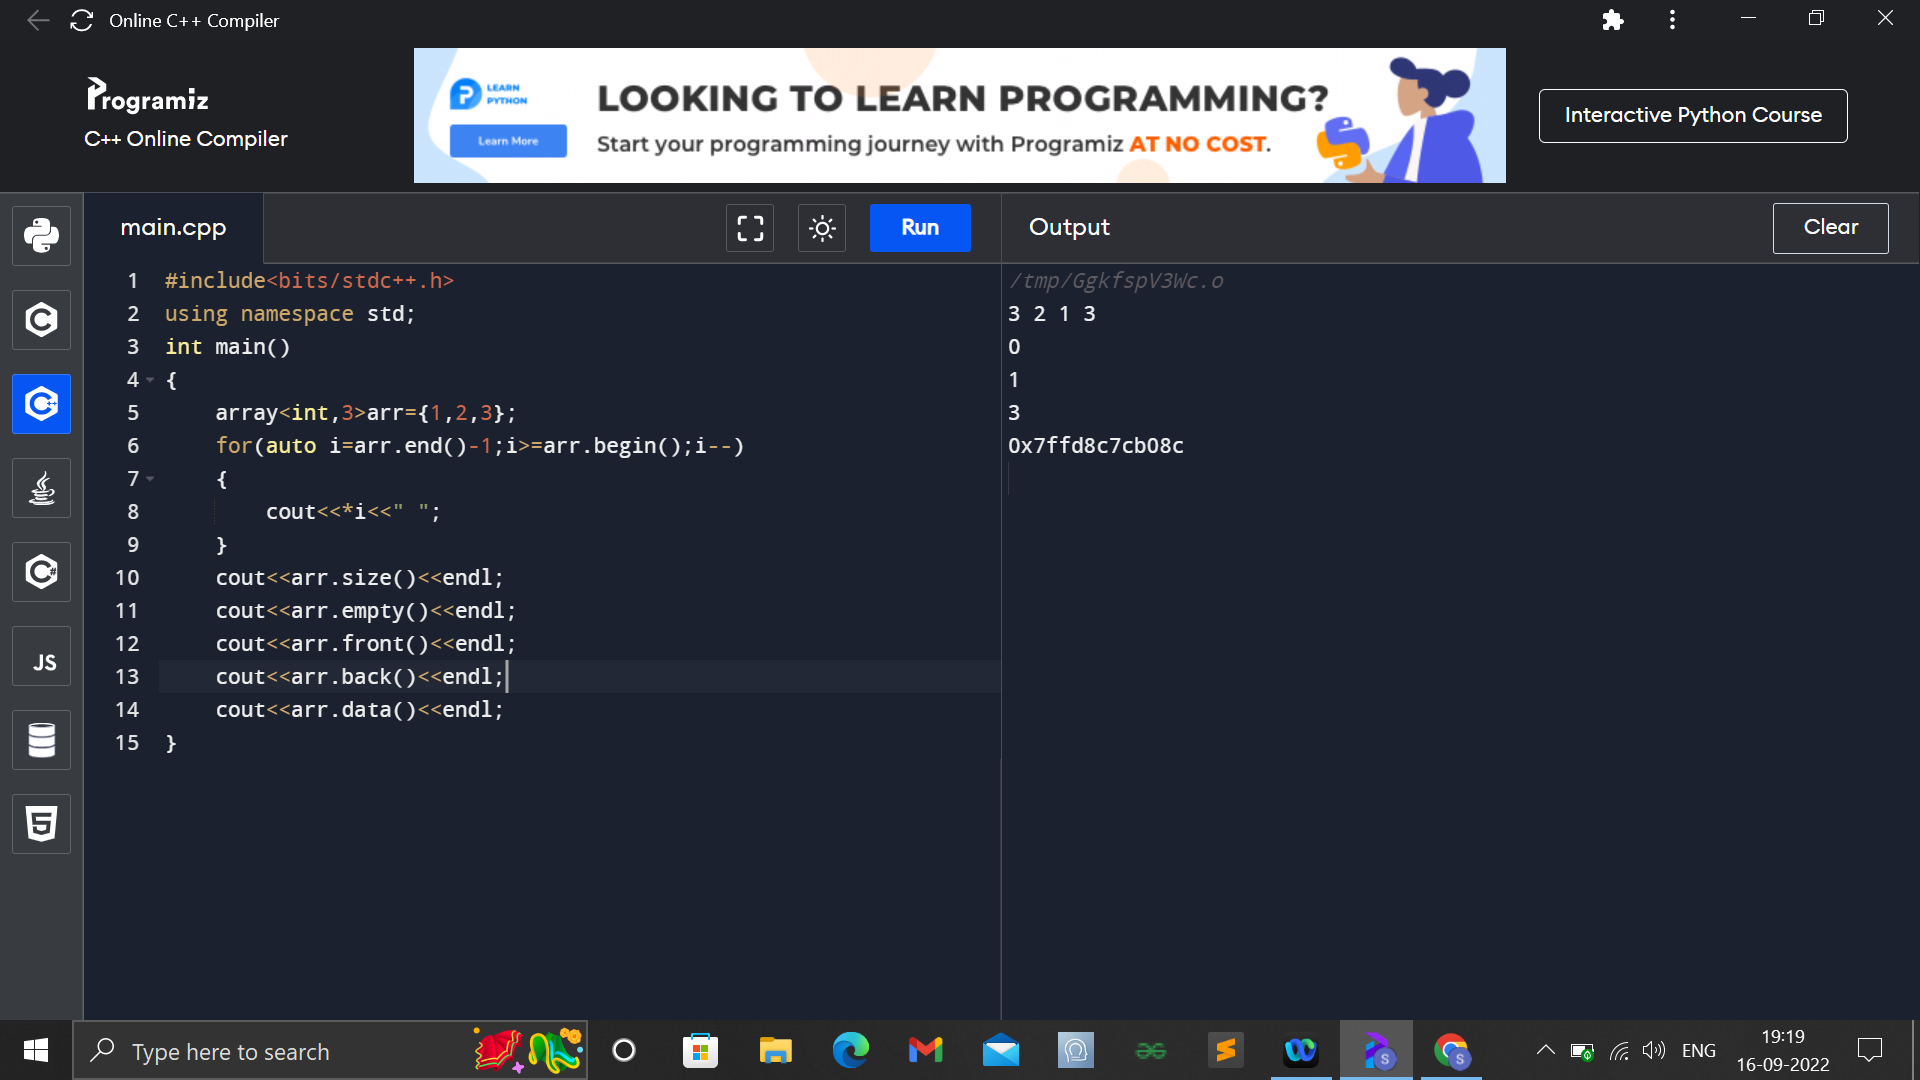 Online C++ Compiler
Programiz
C++ Online Compiler
LEARN
PYTHON
Learn More
LOOKING TO LEARN PROGRAMMING?
Start your programming journey with Programiz AT NO COST.
Interactive Python Course
main.cpp
Run
Output
Clear
1 #include<bits/stdc++.h>
2 using namespace std;
3 int main()
4 {
5     array<int,3>arr={1,2,3};
6     for(auto i=arr.end()-1;i>=arr.begin();i--)
7     {
8         cout<<*i<<" ";
9     }
10     cout<<arr.size()<<endl;
11     cout<<arr.empty()<<endl;
12     cout<<arr.front()<<endl;
13     cout<<arr.back()<<endl;
14     cout<<arr.data()<<endl;
15 }
/tmp/GgkfspV3Wc.o
3 2 1 3
0
1
3
0x7ffd8c7cb08c
JS
Type here to search
S
S
ENG
19:19
16-09-2022